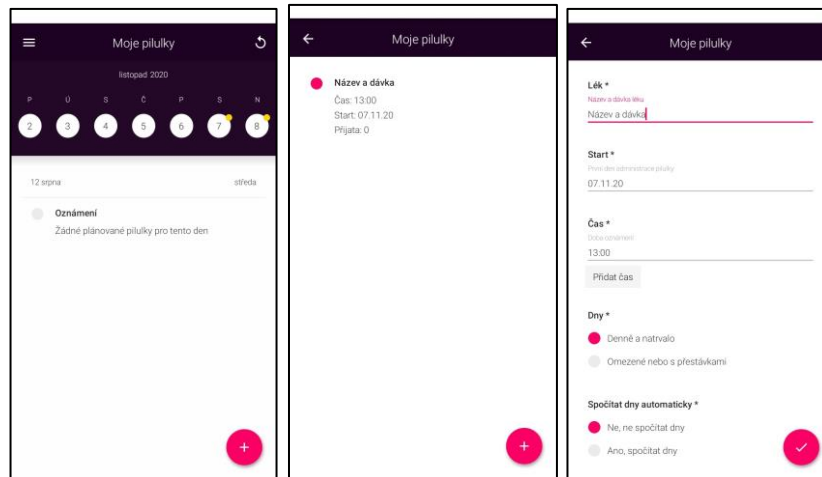 Moje pilulky
listopad 2020
P Ú S Č P S N
2 3 4 5 6 7 8
12 srpna středa
Oznámení
Žádné plánované pilulky pro tento den
+
Moje pilulky
Název a dávka
Čas: 13:00
Start: 07.11.20
Přijata: 0
+
Moje pilulky
Lék *
Název a dávka léku
Název a dávka
Start *
První den administrace pilulky
07.11.20
Čas *
Doba oznámení
13:00
Přidat čas
Dny *
Denně a natrvalo
Omezené nebo s přestávkami
Spočítat dny automaticky *
Ne, ne spočítat dny
Ano, spočítat dny